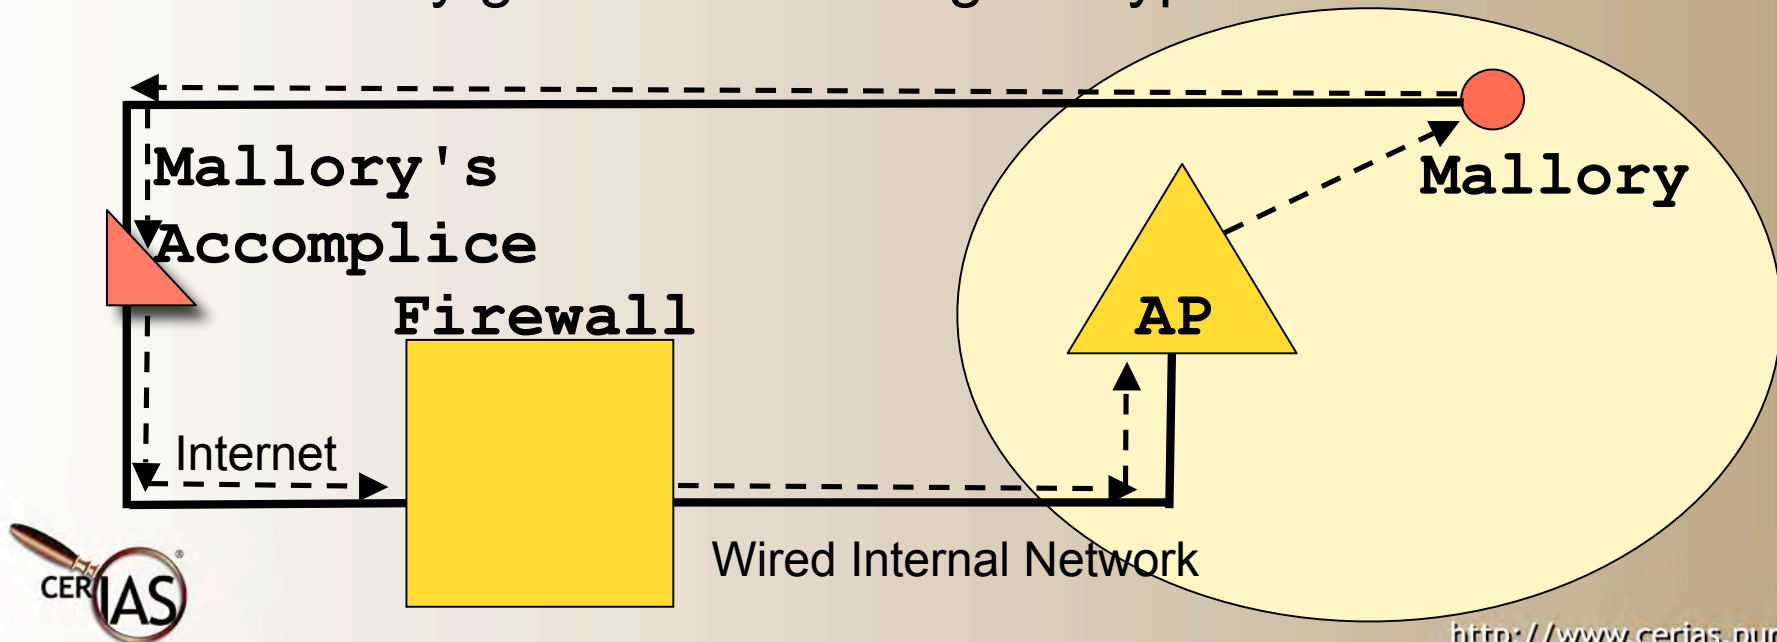 Mallory's
Accomplice
Mallory
Firewall
AP
Internet
Wired Internal Network
CERIAS